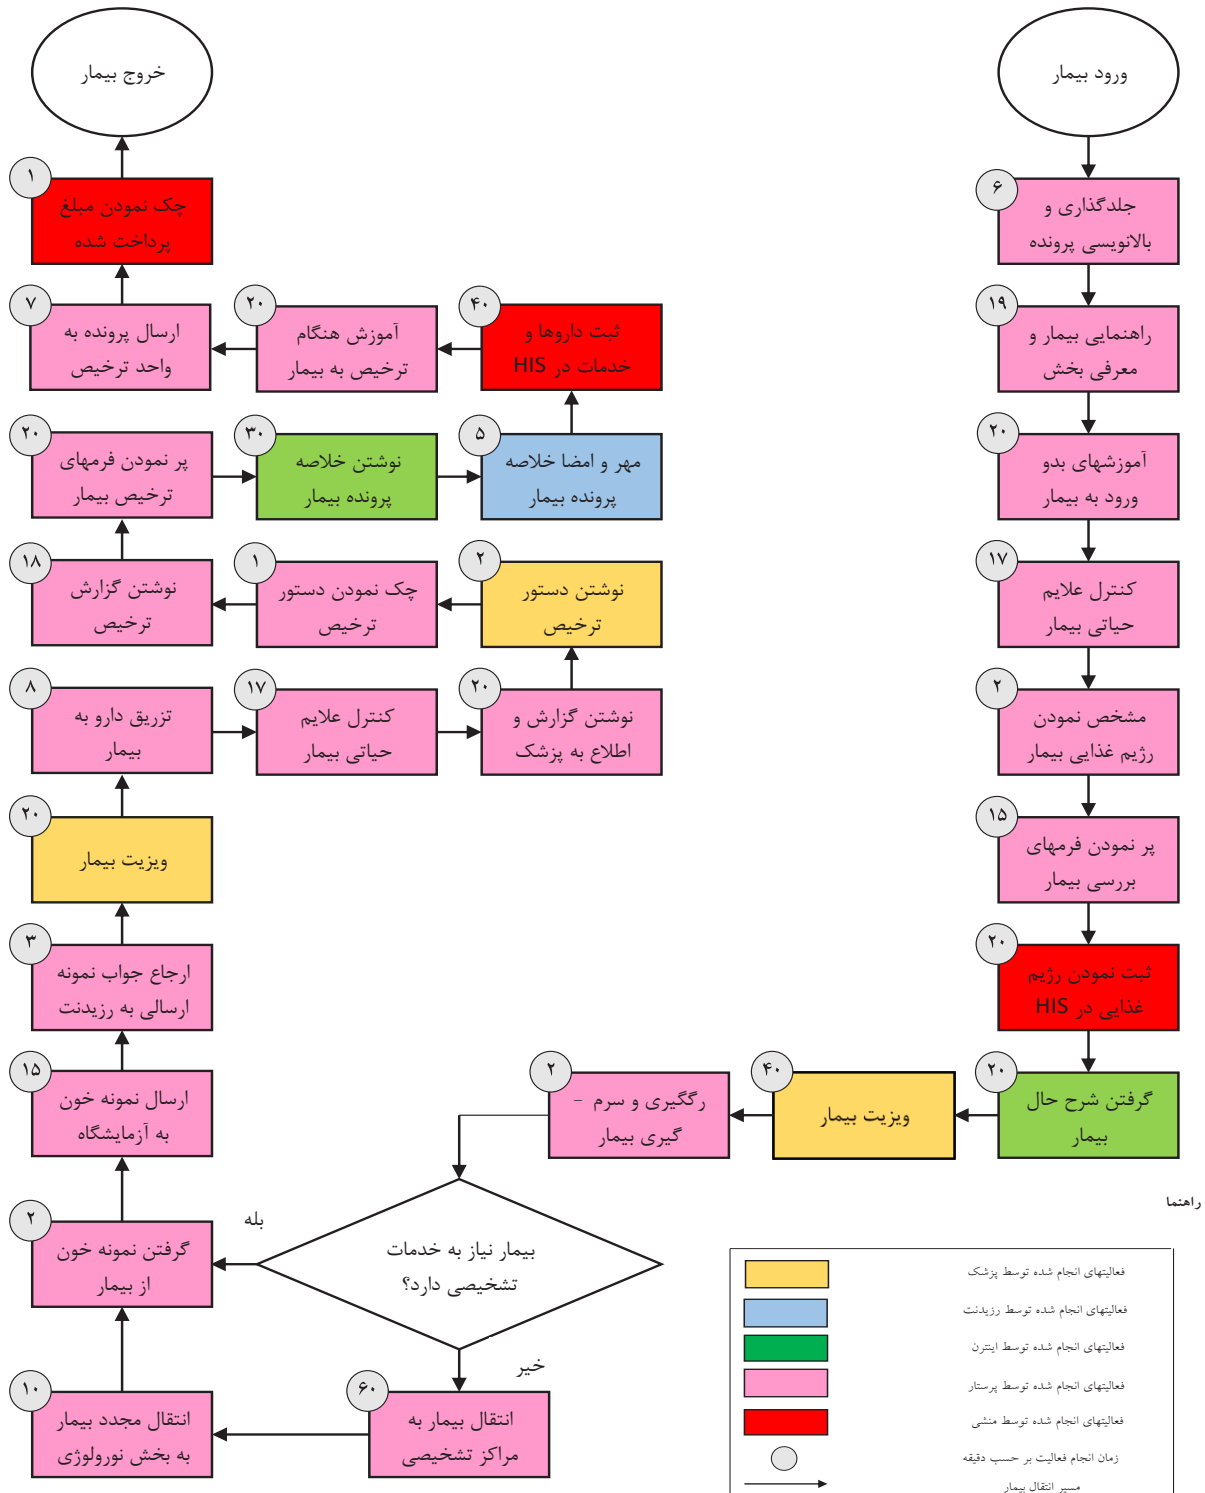 ورود بیمار
۶
جلدگذاری و
بالانویسی پرونده
۱۹
راهنمایی بیمار و
معرفی بخش
۲۰
آموزشهای بدو
ورود به بیمار
۱۷
کنترل علایم
حیاتی بیمار
۲
مشخص نمودن
رژیم غذایی بیمار
۱۵
پر نمودن فرمهای
بررسی بیمار
۲۰
ثبت نمودن رژیم
غذایی در HIS
۲۰
گرفتن شرح حال
بیمار
۴۰
ویزیت بیمار
۲
رگگیری و سرم -
گیری بیمار
بیمار نیاز به خدمات
تشخیصی دارد؟
بله
خیر
۶۰
انتقال بیمار به
مراکز تشخیصی
۱۰
انتقال مجدد بیمار
به بخش نورولوژی
۲
گرفتن نمونه خون
از بیمار
۱۵
ارسال نمونه خون
به آزمایشگاه
۳
ارجاع جواب نمونه
ارسالی به رزیدنت
۲۰
ویزیت بیمار
۸
تزریق دارو به
بیمار
۱۷
کنترل علایم
حیاتی بیمار
۲۰
نوشتن گزارش و
اطلاع به پزشک
۲
نوشتن دستور
ترخیص
۱
چک نمودن دستور
ترخیص
۱۸
نوشتن گزارش
ترخیص
۲۰
پر نمودن فرمهای
ترخیص بیمار
۳۰
نوشتن خلاصه
پرونده بیمار
۵
مهر و امضا خلاصه
پرونده بیمار
۴۰
ثبت داروها و
خدمات در HIS
۲۰
آموزش هنگام
ترخیص به بیمار
۷
ارسال پرونده به
واحد ترخیص
۱
چک نمودن مبلغ
پرداخت شده
خروج بیمار
راهنما
فعالیتهای انجام شده توسط پزشک
فعالیتهای انجام شده توسط رزیدنت
فعالیتهای انجام شده توسط اینترن
فعالیتهای انجام شده توسط پرستار
فعالیتهای انجام شده توسط منشی
زمان انجام فعالیت بر حسب دقیقه
مسیر انتقال بیمار